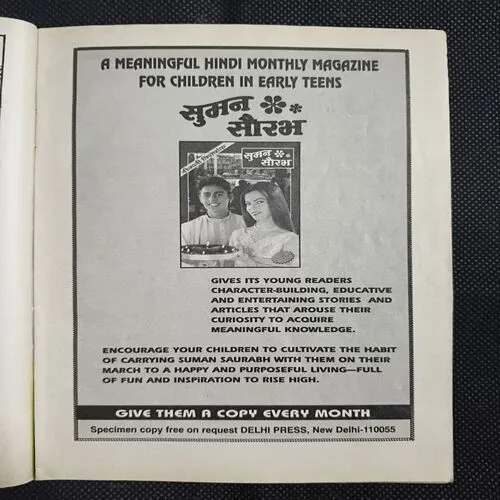 A MEANINGFUL HINDI MONTHLY MAGAZINE
FOR CHILDREN IN EARLY TEENS
सुमन
सौरभ
सुमन
सौरभ
GIVES ITS YOUNG READERS
CHARACTER-BUILDING, EDUCATIVE
AND ENTERTAINING STORIES AND
ARTICLES THAT AROUSE THEIR
CURIOSITY TO ACQUIRE
MEANINGFUL KNOWLEDGE.
ENCOURAGE YOUR CHILDREN TO CULTIVATE THE HABIT
OF CARRYING SUMAN SAURABH WITH THEM ON THEIR
MARCH TO A HAPPY AND PURPOSEFUL LIVING—FULL
OF FUN AND INSPIRATION TO RISE HIGH.
GIVE THEM A COPY EVERY MONTH
Specimen copy free on request DELHI PRESS, New Delhi-110055